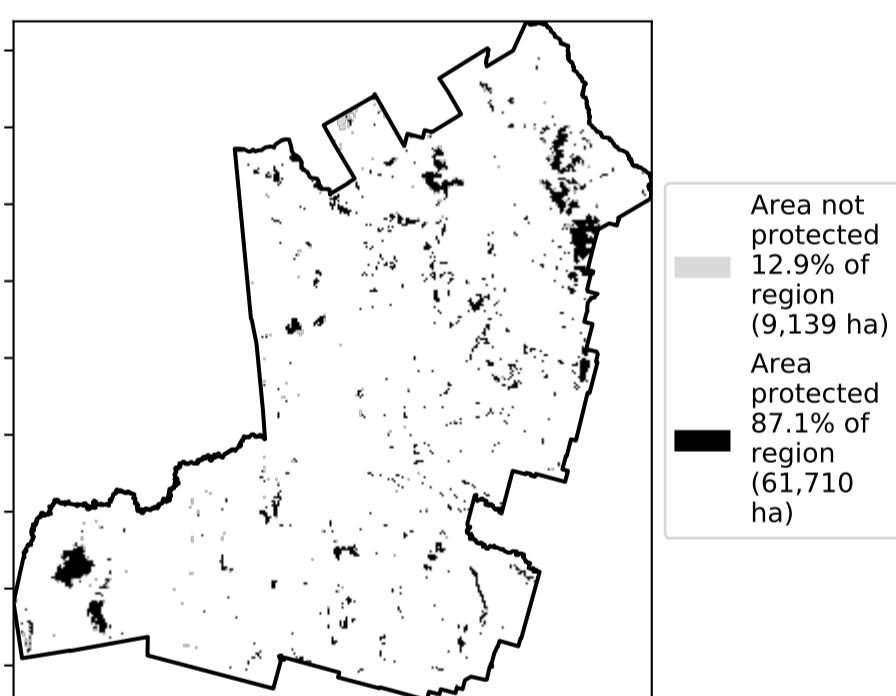 Area not
protected
12.9% of
region
(9,139 ha)
Area
protected
87.1% of
region
(61,710
ha)